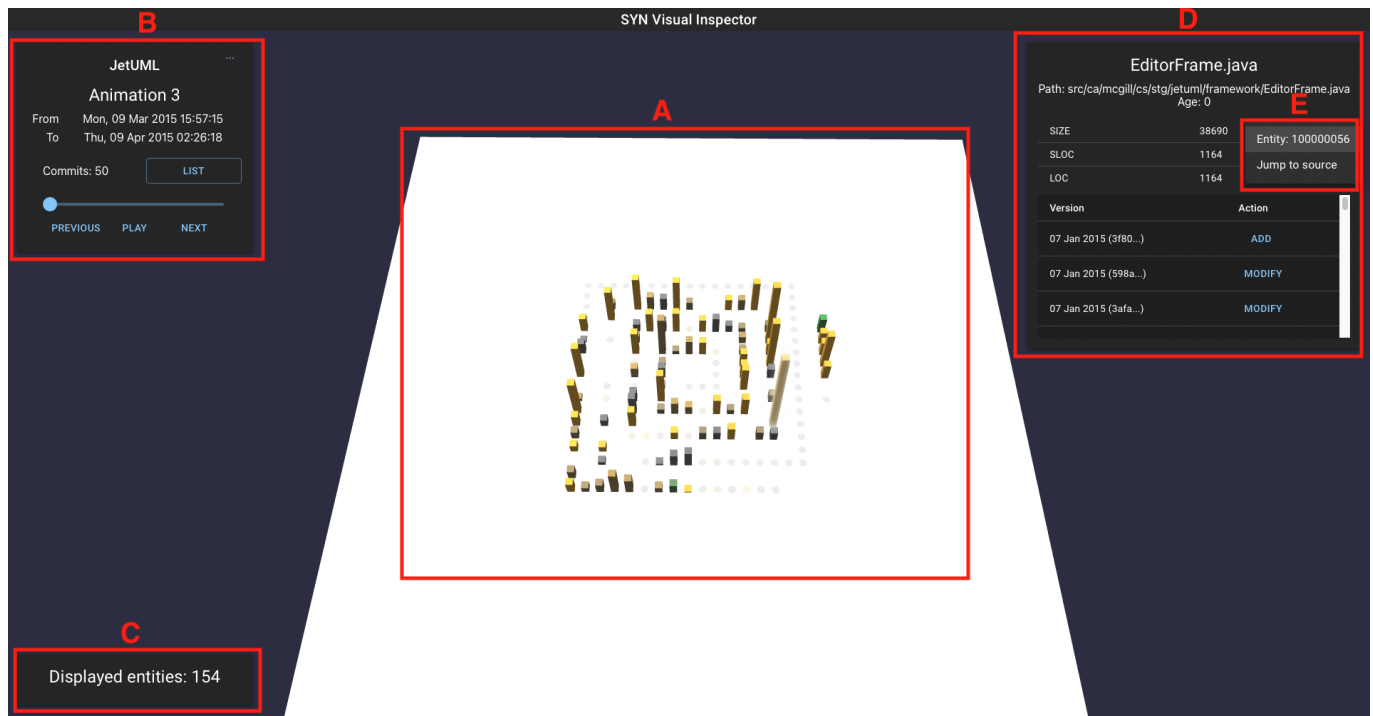 SYN Visual Inspector
B
JetUML
...
Animation 3
From Mon, 09 Mar 2015 15:57:15
To Thu, 09 Apr 2015 02:26:18
Commits: 50 LIST
PREVIOUS PLAY NEXT
A
D
EditorFrame.java
Path: src/ca/mcgill/cs/stg/jetuml/framework/EditorFrame.java
Age: 0
E
SIZE 38690
SLOC 1164
LOC 1164
Entity: 100000056
Jump to source
Version Action
07 Jan 2015 (3f80...) ADD
07 Jan 2015 (598a...) MODIFY
07 Jan 2015 (3afa...) MODIFY
C
Displayed entities: 154